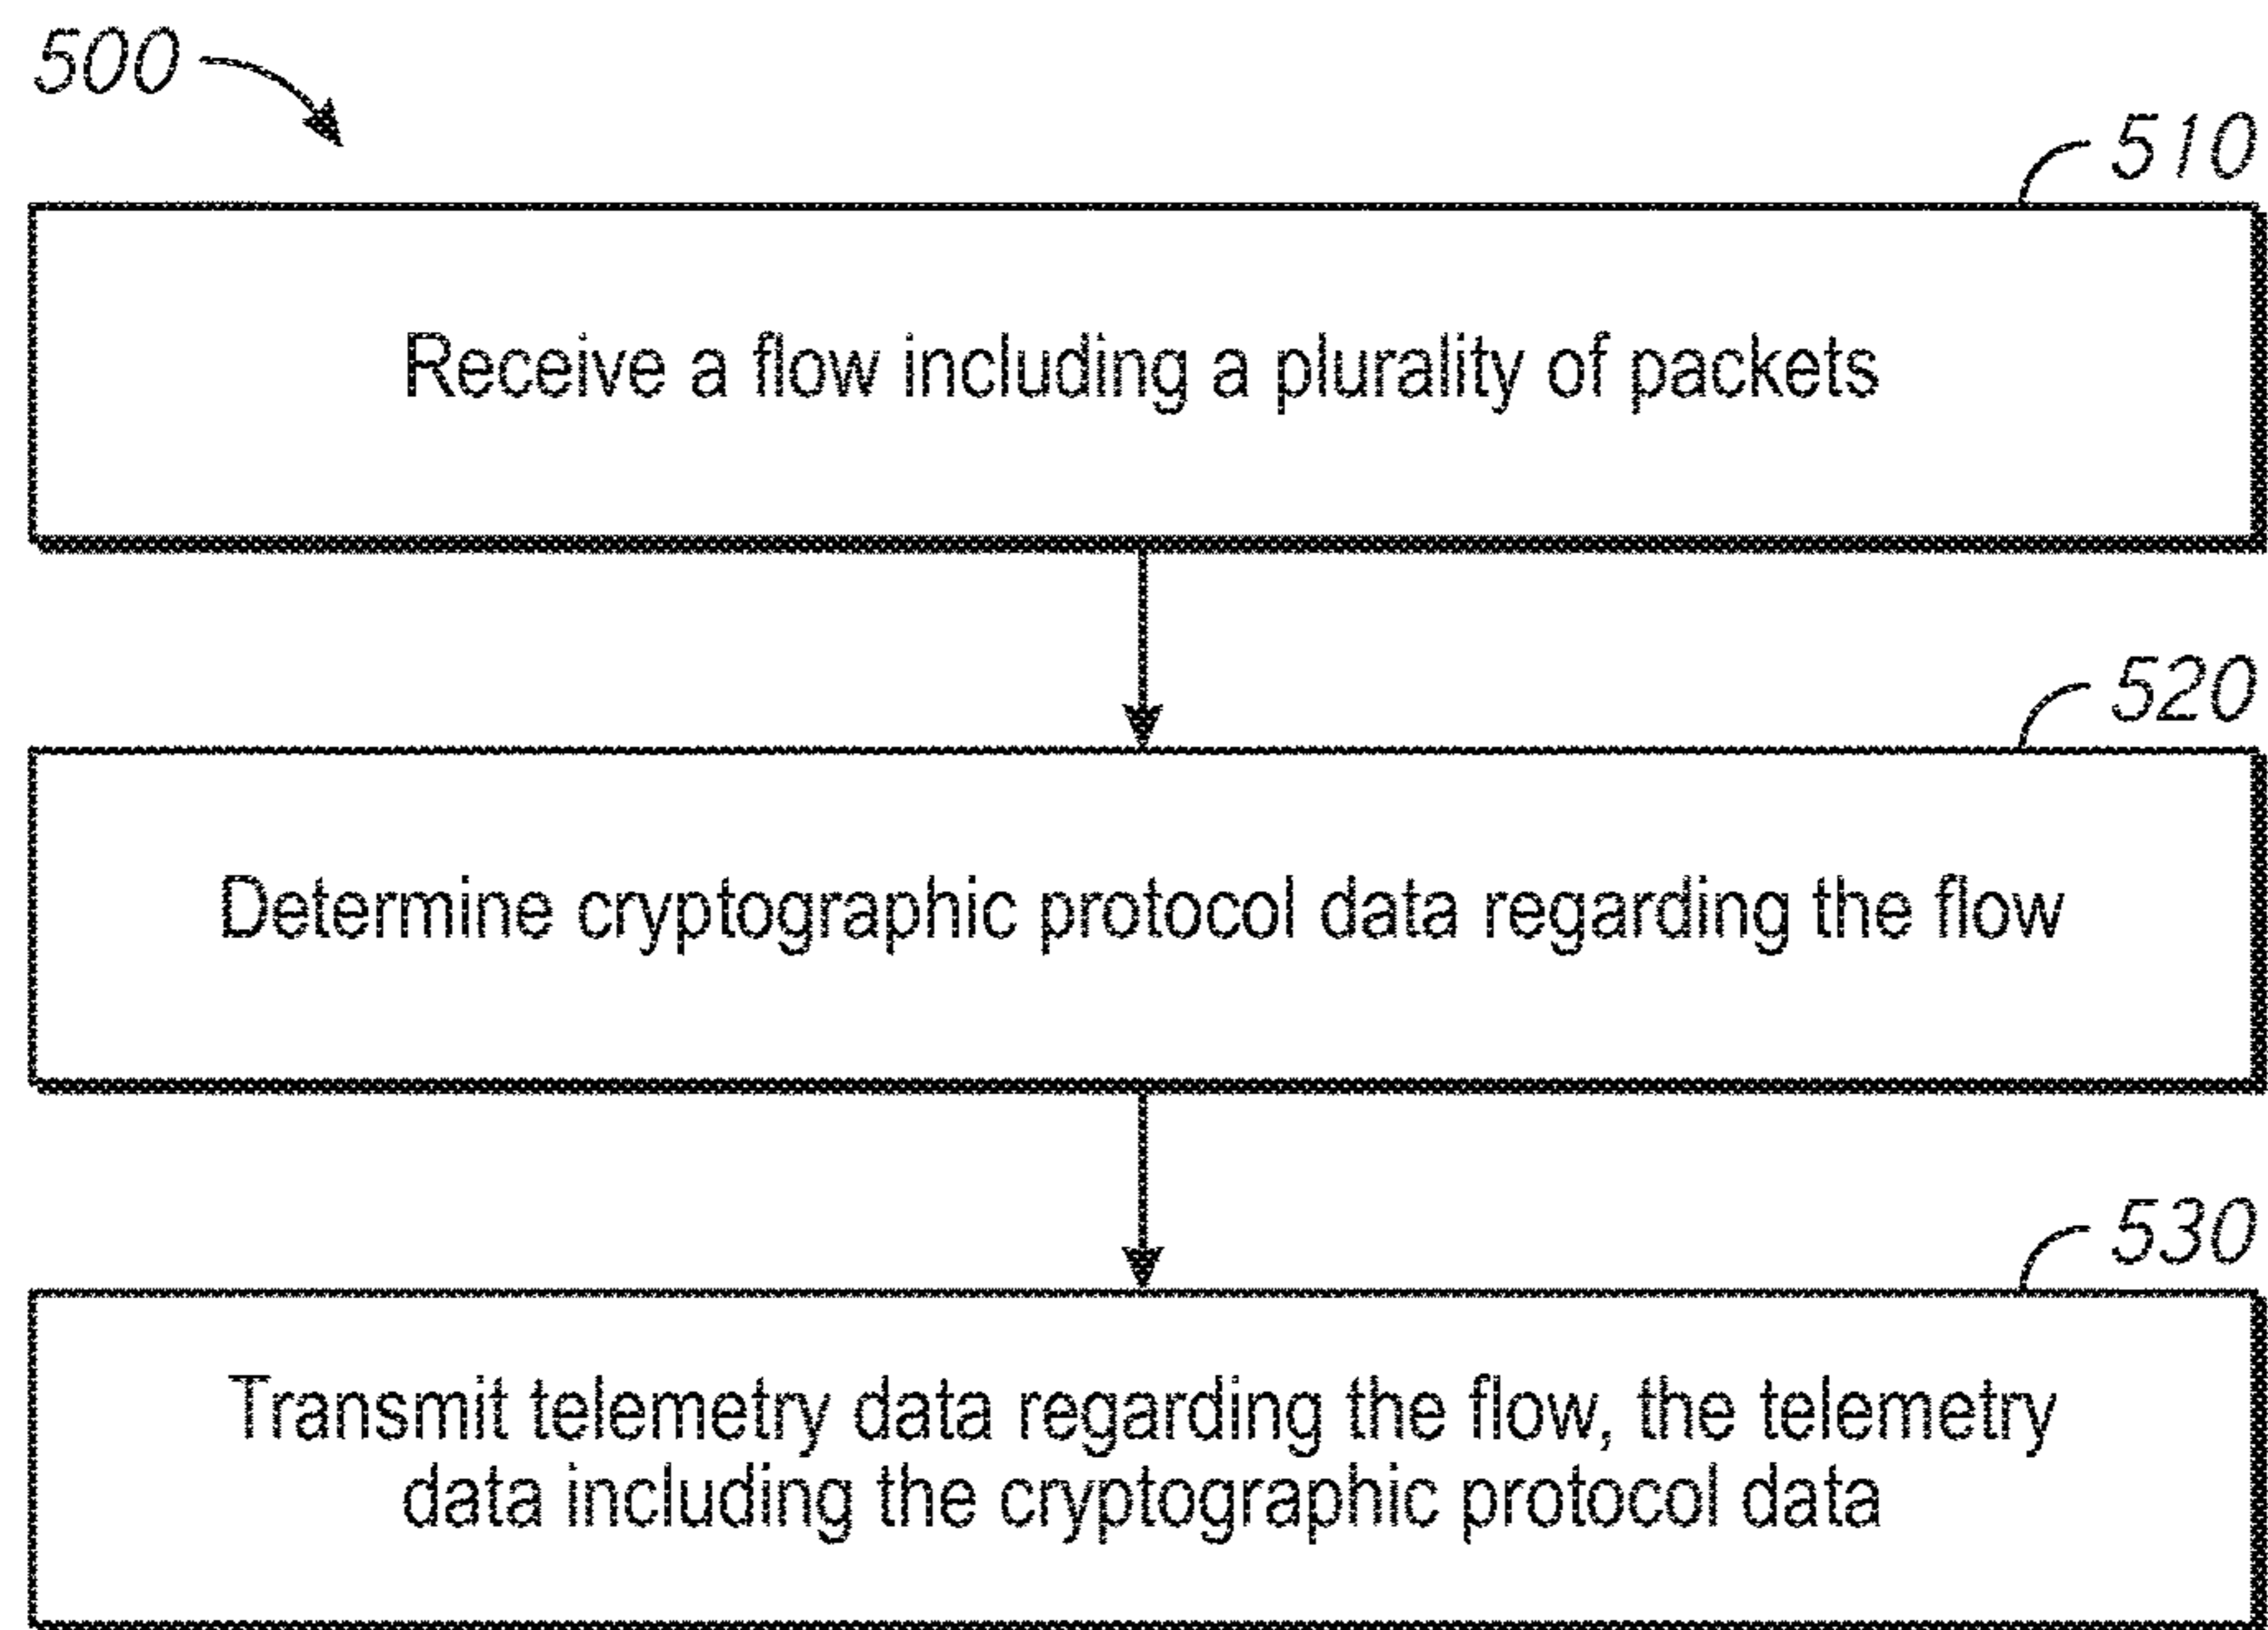 500
510
Receive a flow including a plurality of packets
520
Determine cryptographic protocol data regarding the flow
530
Transmit telemetry data regarding the flow, the telemetry
data including the cryptographic protocol data